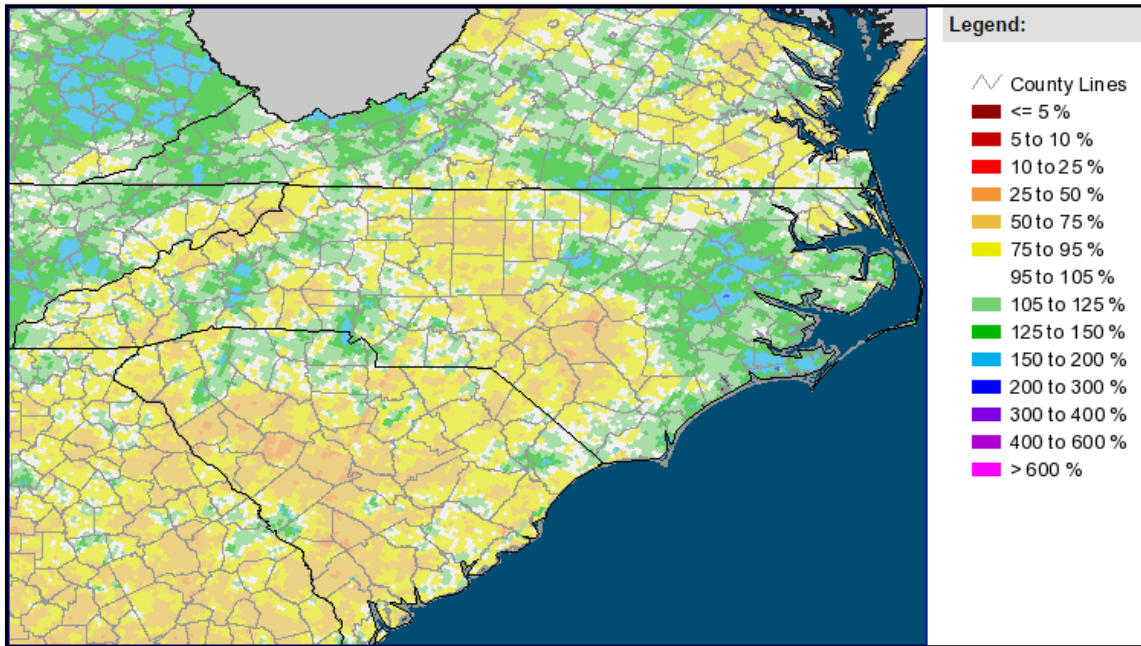 Legend:
County Lines
<= 5 %
5 to 10 %
10 to 25 %
25 to 50 %
50 to 75 %
75 to 95 %
95 to 105 %
105 to 125 %
125 to 150 %
150 to 200 %
200 to 300 %
300 to 400 %
400 to 600 %
> 600 %